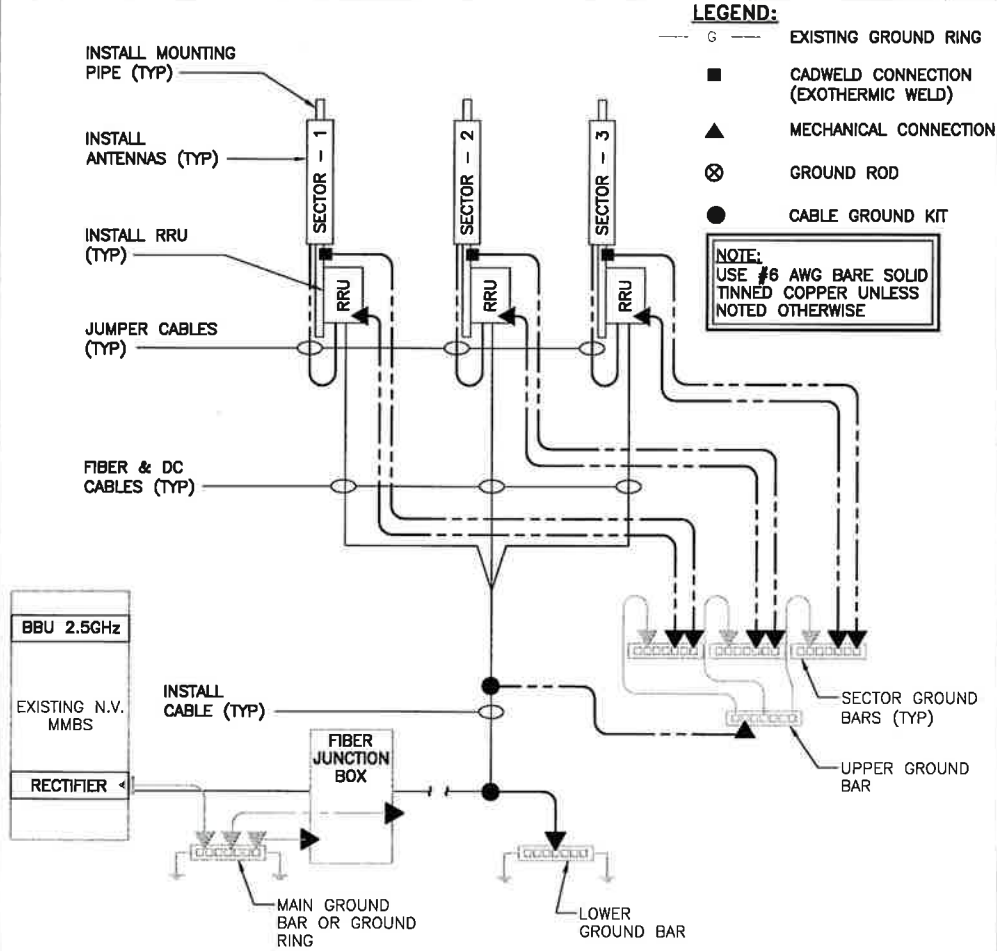 LEGEND:
G
EXISTING GROUND RING
CADWELD CONNECTION
(EXOTHERMIC WELD)
MECHANICAL CONNECTION
GROUND ROD
CABLE GROUND KIT
NOTE:
USE #6 AWG BARE SOLID
TINNED COPPER UNLESS
NOTED OTHERWISE
INSTALL MOUNTING
PIPE (TYP)
INSTALL
ANTENNAS (TYP)
INSTALL RRU
(TYP)
JUMPER CABLES
(TYP)
SECTOR - 1
SECTOR - 2
SECTOR - 3
RRU
RRU
RRU
FIBER & DC
CABLES (TYP)
BBU 2.5GHz
EXISTING N.V.
MMBS
RECTIFIER
INSTALL
CABLE (TYP)
FIBER
JUNCTION
BOX
SECTOR GROUND
BARS (TYP)
UPPER GROUND
BAR
MAIN GROUND
BAR OR GROUND
RING
LOWER
GROUND BAR